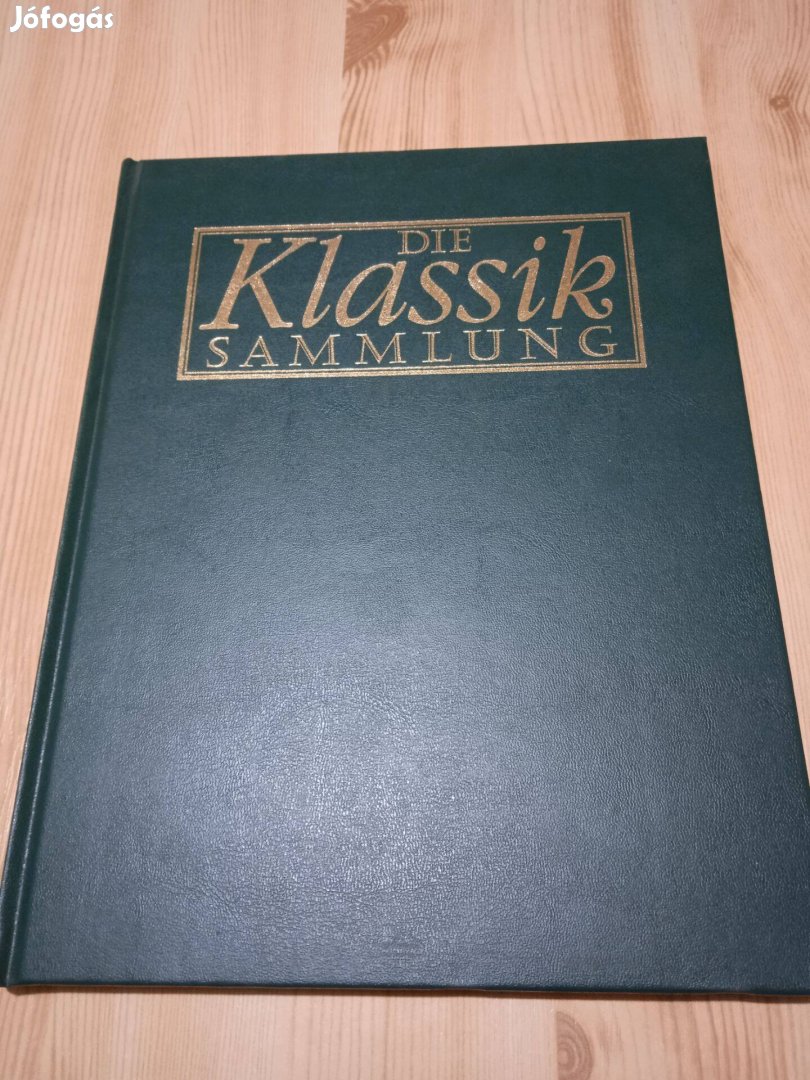 Jófogás
DIE
Klassik
SAMMLUNG